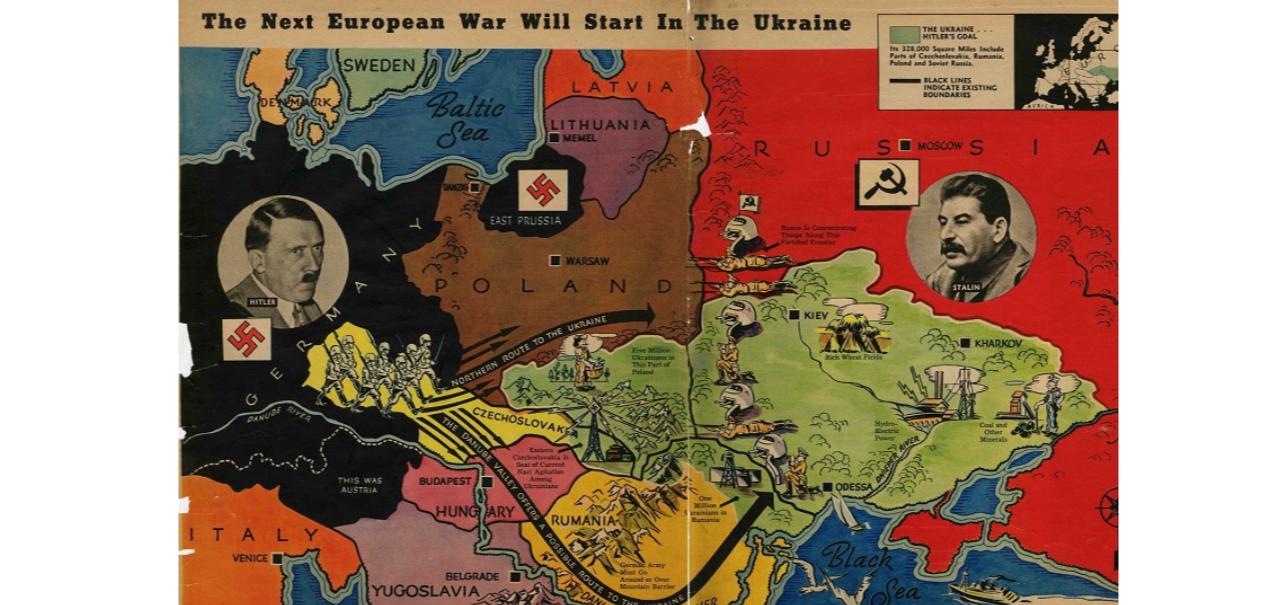 The Next European War Will Start In The Ukraine
THE UKRAINE . . .
HITLER'S GOAL
Its 328,000 Square Miles Include
Parts of Czechoslovakia, Rumania,
Poland and Soviet Russia.
BLACK LINES
INDICATE EXISTING
BOUNDARIES
AFRICA
SWEDEN
DENMARK
Baltic
Sea
LATVIA
LITHUANIA
MEMEL
RUSSIA
MOSCOW
DANZIG
EAST PRUSSIA
HITLER
STALIN
GERMANY
WARSAW
POLAND
Russia Is Concentrating
Troops Along This
Fortified Frontier
KIEV
Rich Wheat Fields
KHARKOV
NORTHERN ROUTE TO THE UKRAINE
Five Million
Ukrainians in
This Part of
Poland
Hydro-
Electric
Power
Coal and
Other
Minerals
DANUBE RIVER
CZECHOSLOVAKIA
THE DANUBE VALLEY OFFERS A POSSIBLE ROUTE TO THE UKRAINE
Eastern
Czechoslovakia Is
Seat of Current
Nazi Agitation
Among
Ukrainians
THIS WAS
AUSTRIA
BUDAPEST
HUNGARY
RUMANIA
One
Million
Ukrainians in
Rumania
ODESSA
RIVER
ITALY
VENICE
BELGRADE
YUGOSLAVIA
German Army
Must Go
Around or Over
Mountain Barrier
Black
Sea